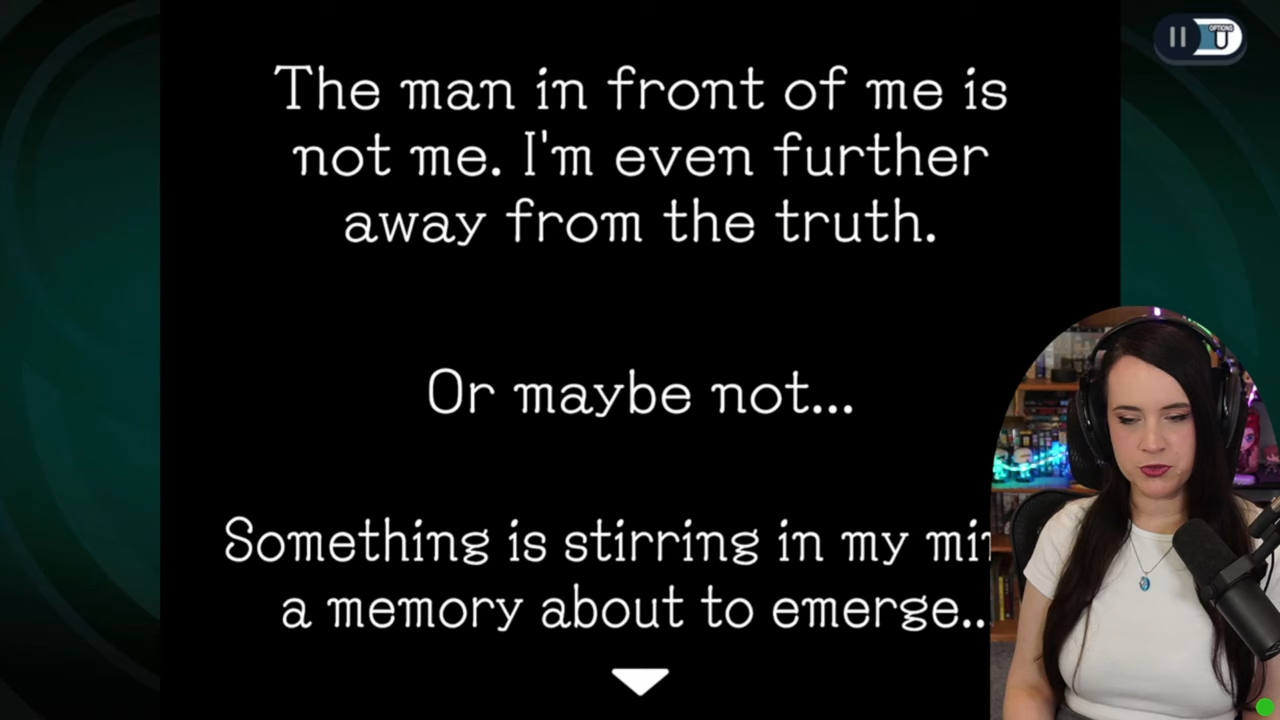 OPTIONS
The man in front of me is
not me. I'm even further
away from the truth.
Or maybe not...
Something is stirring in my
a memory about to emerge..